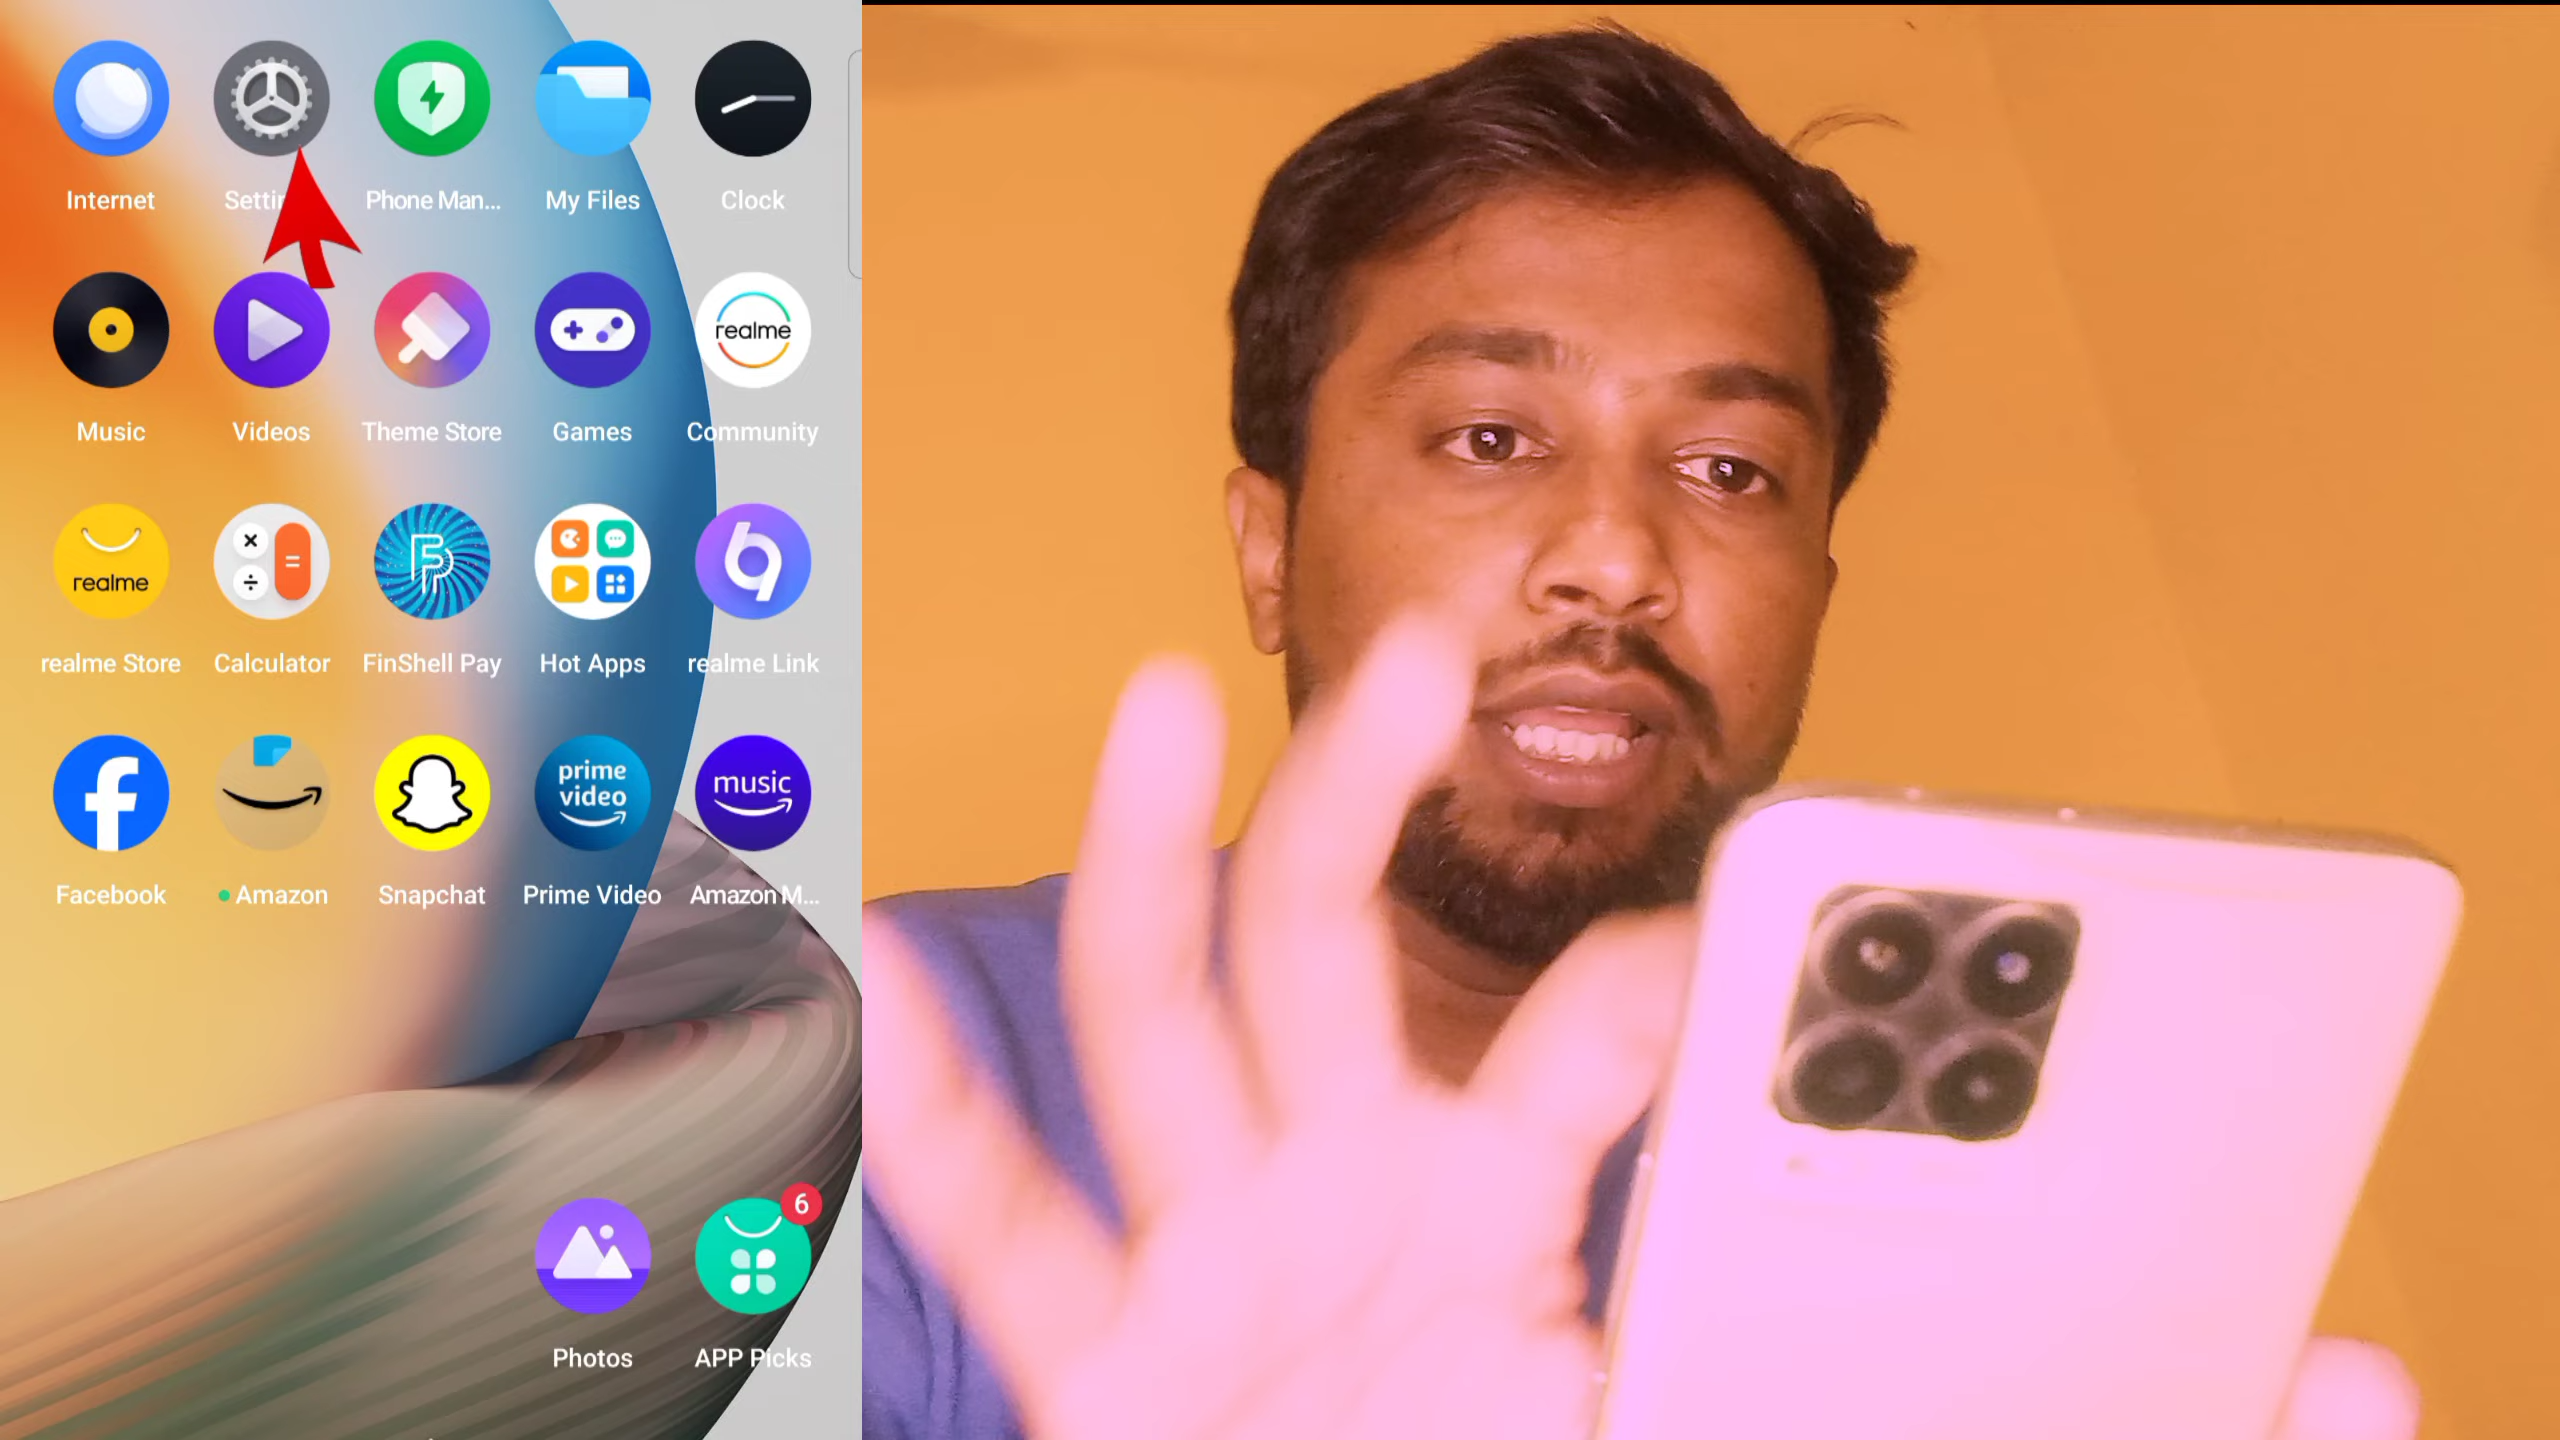 Internet Setti Phone Man... My Files Clock
realme
Music Videos Theme Store Games Community
realme
realme Store Calculator FinShell Pay Hot Apps realme Link
prime
video
music
Facebook Amazon Snapchat Prime Video Amazon M...
6
Photos APP Picks